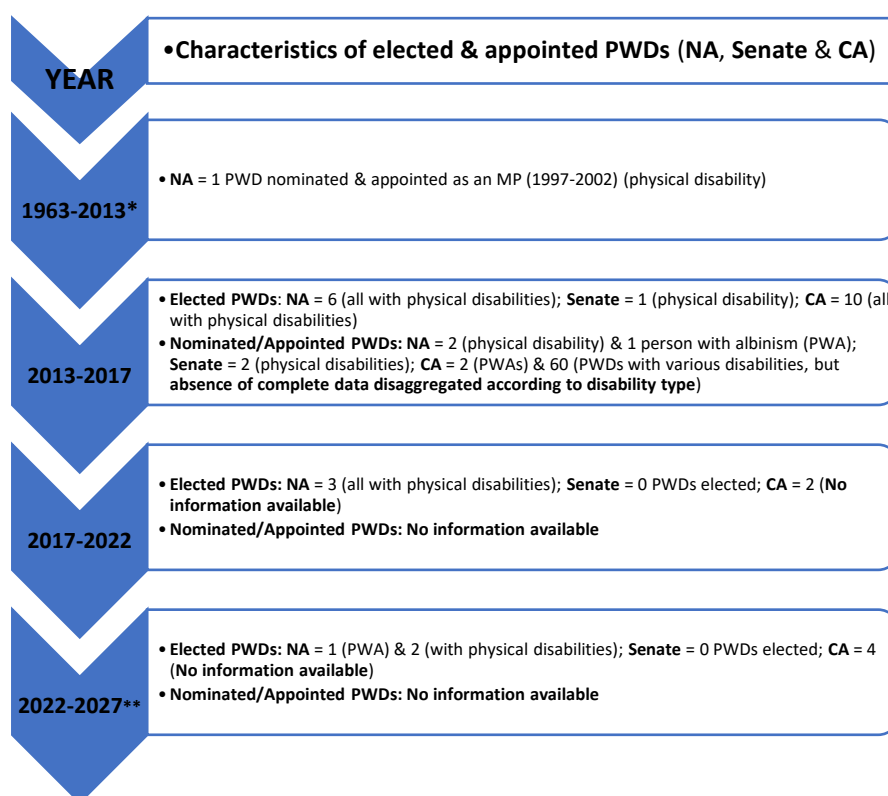 YEAR
•Characteristics of elected & appointed PWDs (NA, Senate & CA)
1963-2013*
• NA = 1 PWD nominated & appointed as an MP (1997-2002) (physical disability)
2013-2017
• Elected PWDs: NA = 6 (all with physical disabilities); Senate = 1 (physical disability); CA = 10 (all
with physical disabilities)
• Nominated/Appointed PWDs: NA = 2 (physical disability) & 1 person with albinism (PWA);
Senate = 2 (physical disabilities); CA = 2 (PWAs) & 60 (PWDs with various disabilities, but
absence of complete data disaggregated according to disability type)
2017-2022
• Elected PWDs: NA = 3 (all with physical disabilities); Senate = 0 PWDs elected; CA = 2 (No
information available)
• Nominated/Appointed PWDs: No information available
2022-2027**
• Elected PWDs: NA = 1 (PWA) & 2 (with physical disabilities); Senate = 0 PWDs elected; CA = 4
(No information available)
• Nominated/Appointed PWDs: No information available